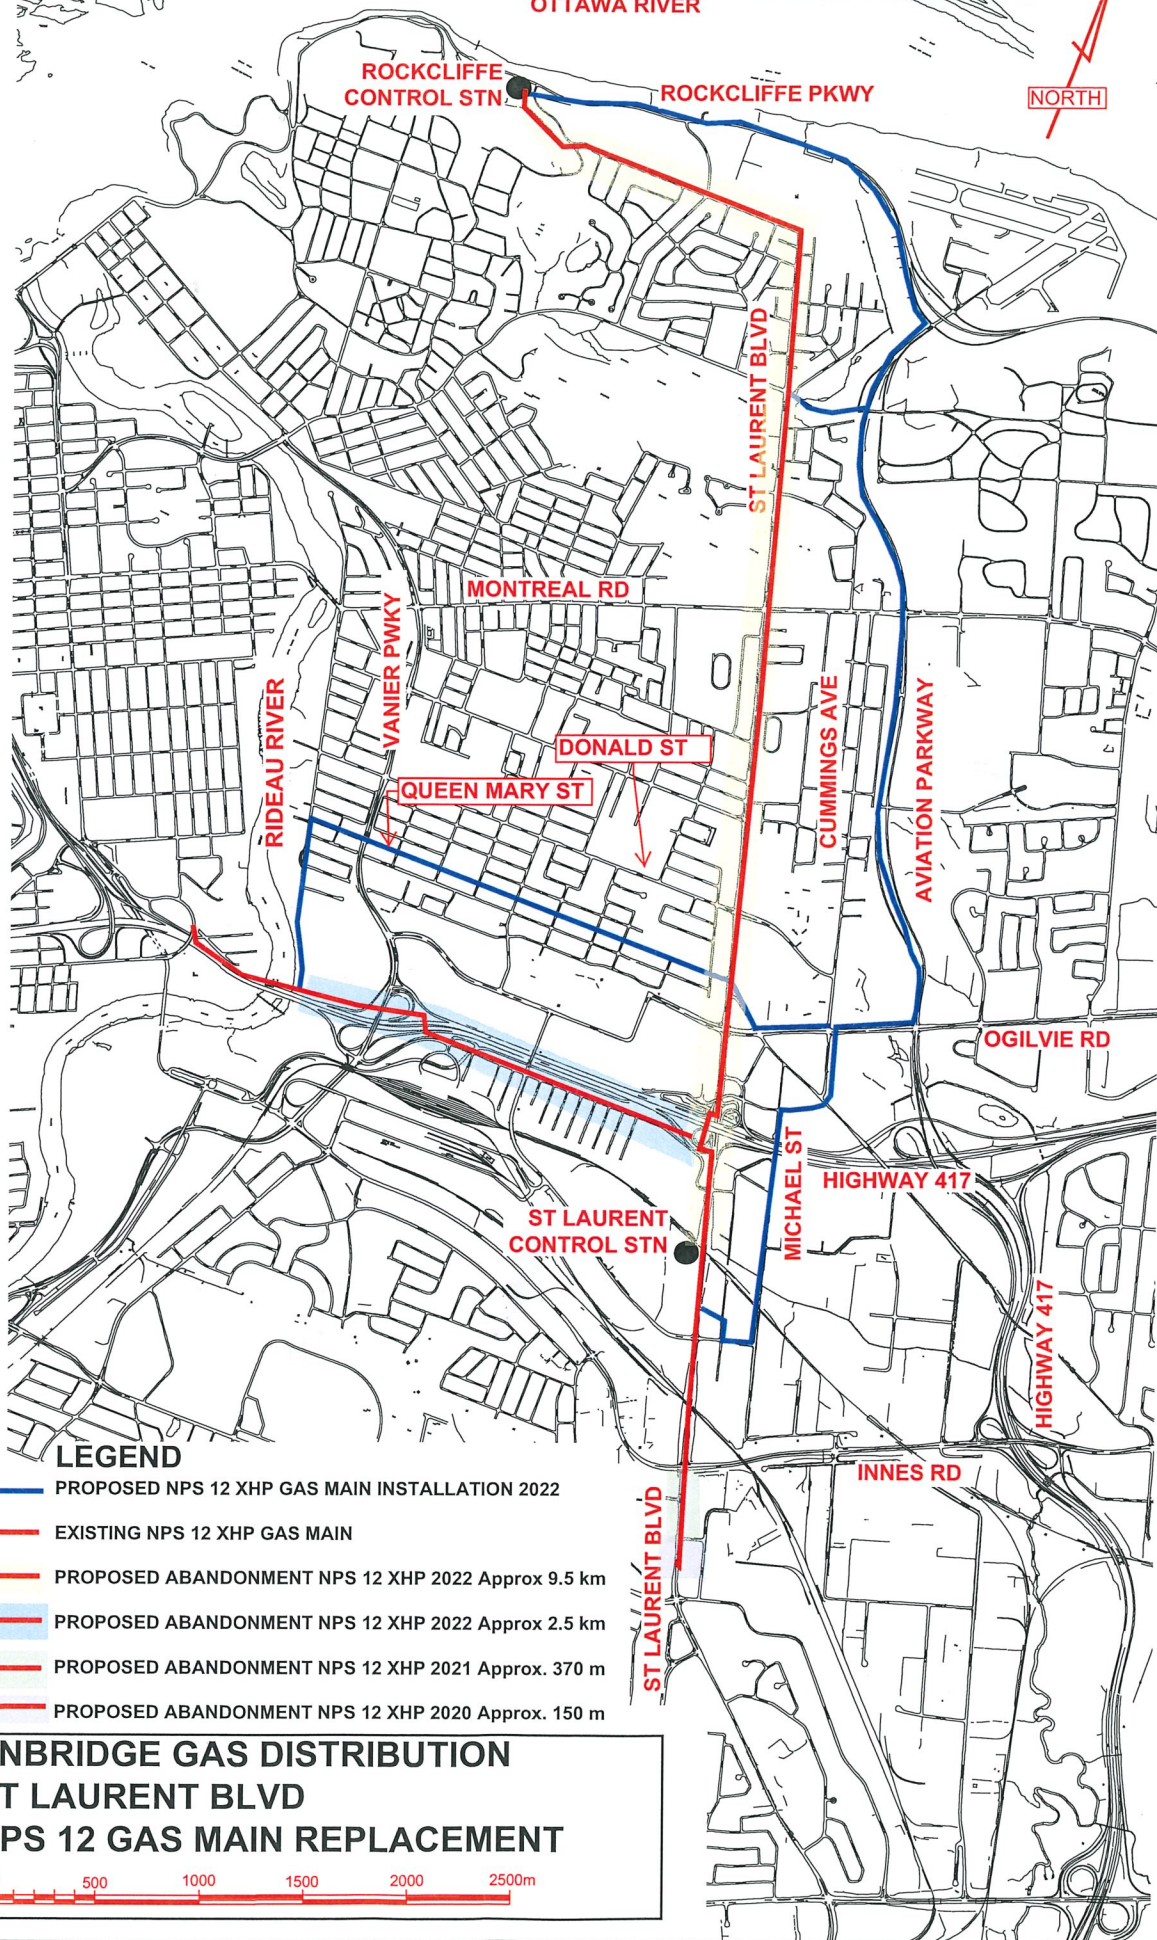 OTTAWA RIVER
ROCKCLIFFE
CONTROL STN
ROCKCLIFFE PKWY
NORTH
ST LAURENT BLVD
MONTREAL RD
VANIER PWKY
RIDEAU RIVER
DONALD ST
QUEEN MARY ST
CUMMINGS AVE
AVIATION PARKWAY
OGILVIE RD
MICHAEL ST
HIGHWAY 417
ST LAURENT
CONTROL STN
HIGHWAY 417
INNES RD
ST LAURENT BLVD
LEGEND
PROPOSED NPS 12 XHP GAS MAIN INSTALLATION 2022
EXISTING NPS 12 XHP GAS MAIN
PROPOSED ABANDONMENT NPS 12 XHP 2022 Approx 9.5 km
PROPOSED ABANDONMENT NPS 12 XHP 2022 Approx 2.5 km
PROPOSED ABANDONMENT NPS 12 XHP 2021 Approx. 370 m
PROPOSED ABANDONMENT NPS 12 XHP 2020 Approx. 150 m
NBRIDGE GAS DISTRIBUTION
T LAURENT BLVD
PS 12 GAS MAIN REPLACEMENT
500 1000 1500 2000 2500m